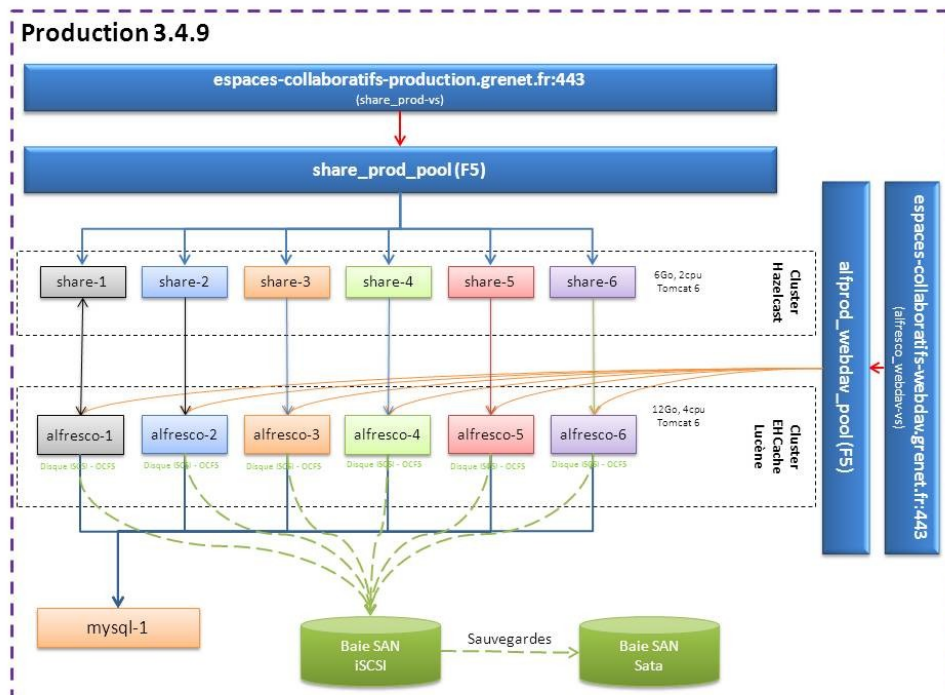 Production 3.4.9
espaces-collaboratifs-production.grenet.fr:443
(share_prod-vs)
share_prod_pool (F5)
share-1
share-2
share-3
share-4
share-5
share-6
6Go, 2cpu
Tomcat 6
Cluster
Hazelcast
alfprod_webdav_pool (F5)
espaces-collaboratifs-webdav.grenet.fr:443
(alfresco_webdav-vs)
alfresco-1
alfresco-2
alfresco-3
alfresco-4
alfresco-5
alfresco-6
12Go, 4cpu
Tomcat 6
Cluster
EHCache
Lucène
Disque iSCSI - OCFS
Disque iSCSI - OCFS
Disque iSCSI - OCFS
Disque iSCSI - OCFS
Disque iSCSI - OCFS
Disque iSCSI - OCFS
mysql-1
Baie SAN
iSCSI
Sauvegardes
Baie SAN
Sata